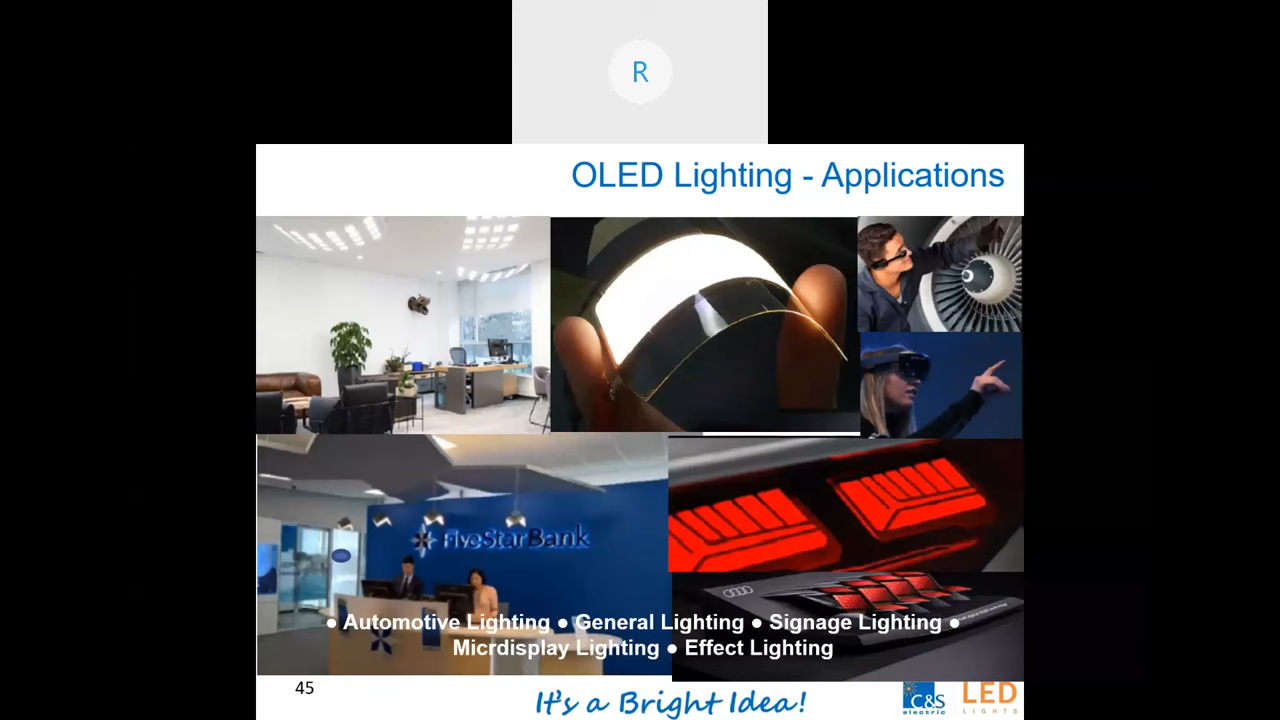 R
OLED Lighting - Applications
FiveStarBank
● Automotive Lighting ● General Lighting ● Signage Lighting ●
Micrdisplay Lighting ● Effect Lighting
45
It's a Bright Idea!
C&S
electric
LED
LIGHTS